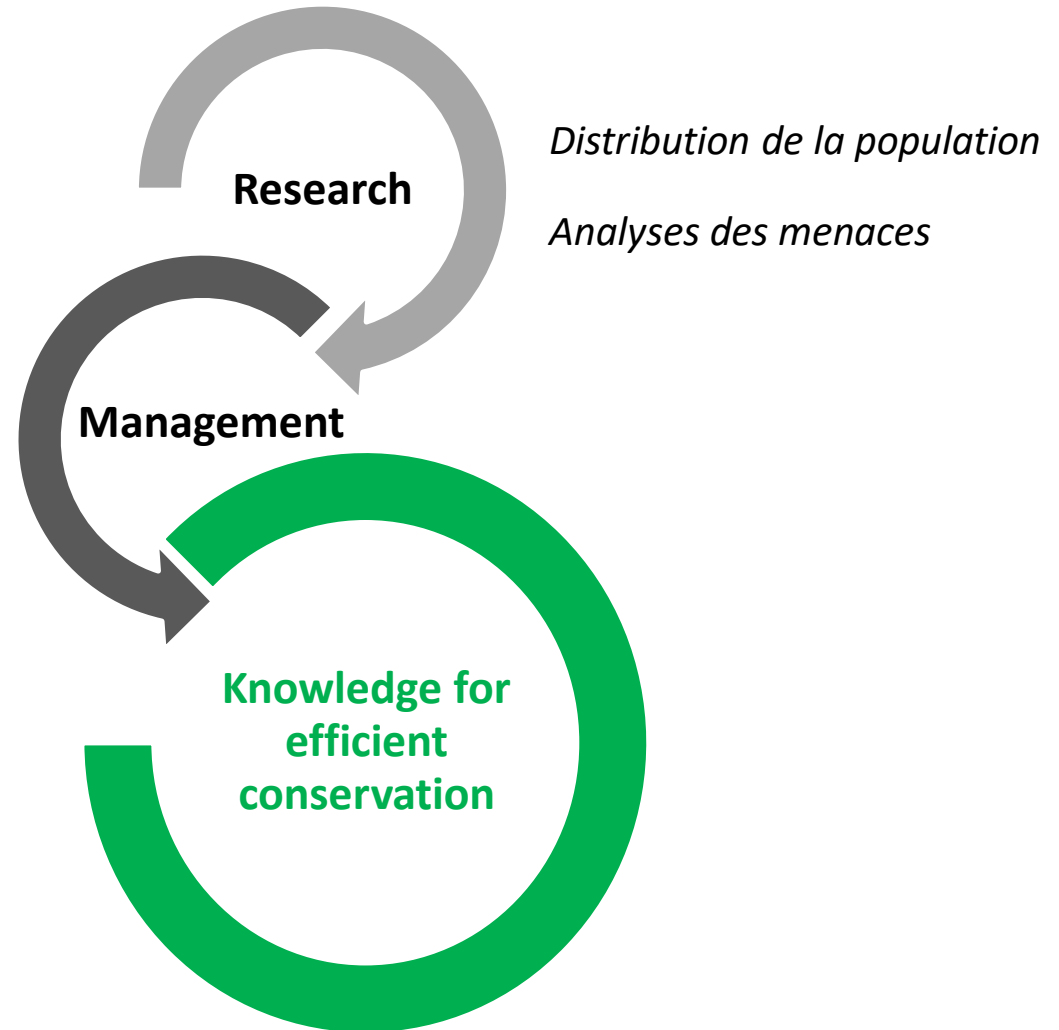 Research
Distribution de la population
Analyses des menaces
Management
Knowledge for
efficient
conservation